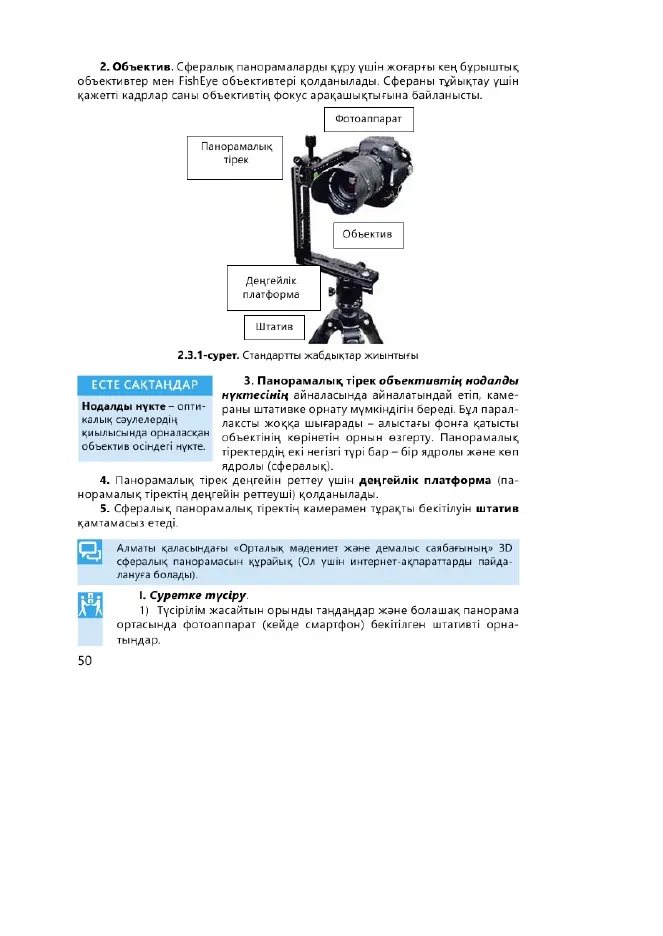 2. Объектив. Сфералық панорамаларды құру үшін жоғарғы кең бұрыштық
объективтер мен FishEye объективтері қолданылады. Сфераны тұйықтау үшін
қажетті кадрлар саны объективтің фокус арақашықтығына байланысты.
Фотоаппарат
Панорамалық
тірек
Объектив
Деңгейлік
платформа
Штатив
2.3.1-сурет. Стандартты жабдықтар жиынтығы
ЕСТЕ САҚТАҢДАР
Нодалды нүкте – опти-
калық сәулелердің
қиылысында орналасқан
объектив осіндегі нүкте.
3. Панорамалық тірек объективтің нодалды
нүктесінің айналасында айналатындай етіп, каме-
раны штативке орнату мүмкіндігін береді. Бұл парал-
лаксты жоққа шығарады – алыстағы фонға қатысты
объектінің көрінетін орнын өзгерту. Панорамалық
тіректердің екі негізгі түрі бар – бір ядролы және көп
ядролы (сфералық).
4. Панорамалық тірек деңгейін реттеу үшін деңгейлік платформа (па-
норамалық тіректің деңгейін реттеуші) қолданылады.
5. Сфералық панорамалық тіректің камерамен тұрақты бекітілуін штатив
қамтамасыз етеді.
Алматы қаласындағы «Орталық мәдениет және демалыс саябағының» 3D
сфералық панорамасын құрайық (Ол үшін интернет-ақпараттарды пайда-
лануға болады).
I. Суретке түсіру.
1) Түсірілім жасайтын орынды таңдаңдар және болашақ панорама
ортасында фотоаппарат (кейде смартфон) бекітілген штативті орна-
тыңдар.
50